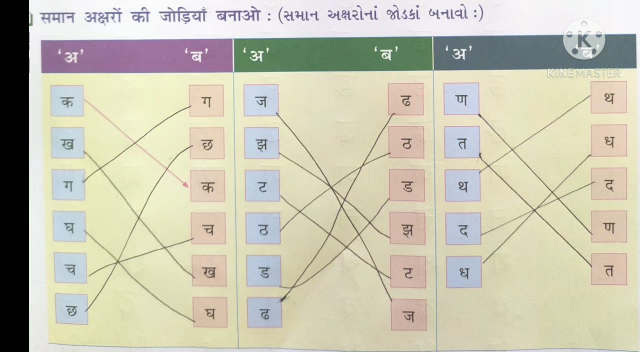 समान अक्षरों की जोड़ियाँ बनाओ : (સમાન અક્ષરોનાં જોડકાં બનાવો :)
'अ' 'ब' 'अ' 'ब' 'अ' 'ब'
क ग ज ढ ण थ
ख छ झ ठ त ध
ग क ट ड थ द
घ च ठ झ द ण
च ख ड ट ध त
छ घ ढ ज
K
KINEMASTER